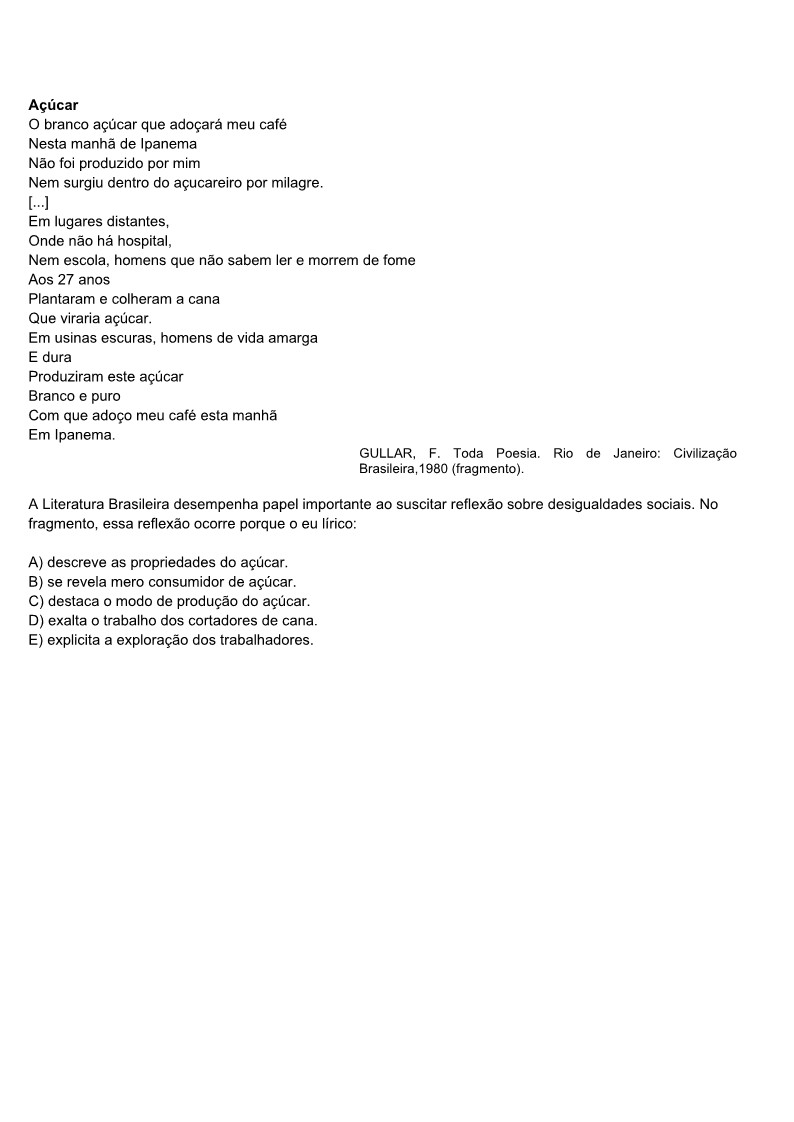 Açúcar
O branco açúcar que adoçará meu café
Nesta manhã de Ipanema
Não foi produzido por mim
Nem surgiu dentro do açucareiro por milagre.
[...]
Em lugares distantes,
Onde não há hospital,
Nem escola, homens que não sabem ler e morrem de fome
Aos 27 anos
Plantaram e colheram a cana
Que viraria açúcar.
Em usinas escuras, homens de vida amarga
E dura
Produziram este açúcar
Branco e puro
Com que adoço meu café esta manhã
Em Ipanema.
GULLAR, F. Toda Poesia. Rio de Janeiro: Civilização
Brasileira,1980 (fragmento).
A Literatura Brasileira desempenha papel importante ao suscitar reflexão sobre desigualdades sociais. No
fragmento, essa reflexão ocorre porque o eu lírico:
A) descreve as propriedades do açúcar.
B) se revela mero consumidor de açúcar.
C) destaca o modo de produção do açúcar.
D) exalta o trabalho dos cortadores de cana.
E) explicita a exploração dos trabalhadores.